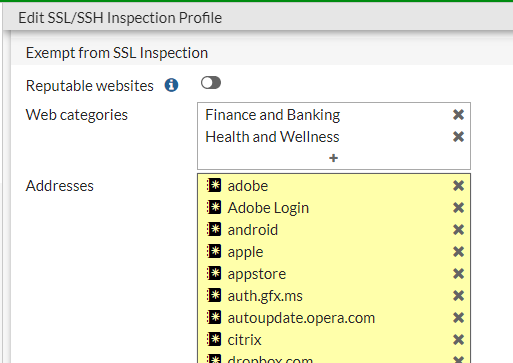 Edit SSL/SSH Inspection Profile
Exempt from SSL Inspection
Reputable websites
Web categories
Finance and Banking
Health and Wellness
Addresses
adobe
Adobe Login
android
apple
appstore
auth.gfx.ms
autoupdate.opera.com
citrix
dropbox.com